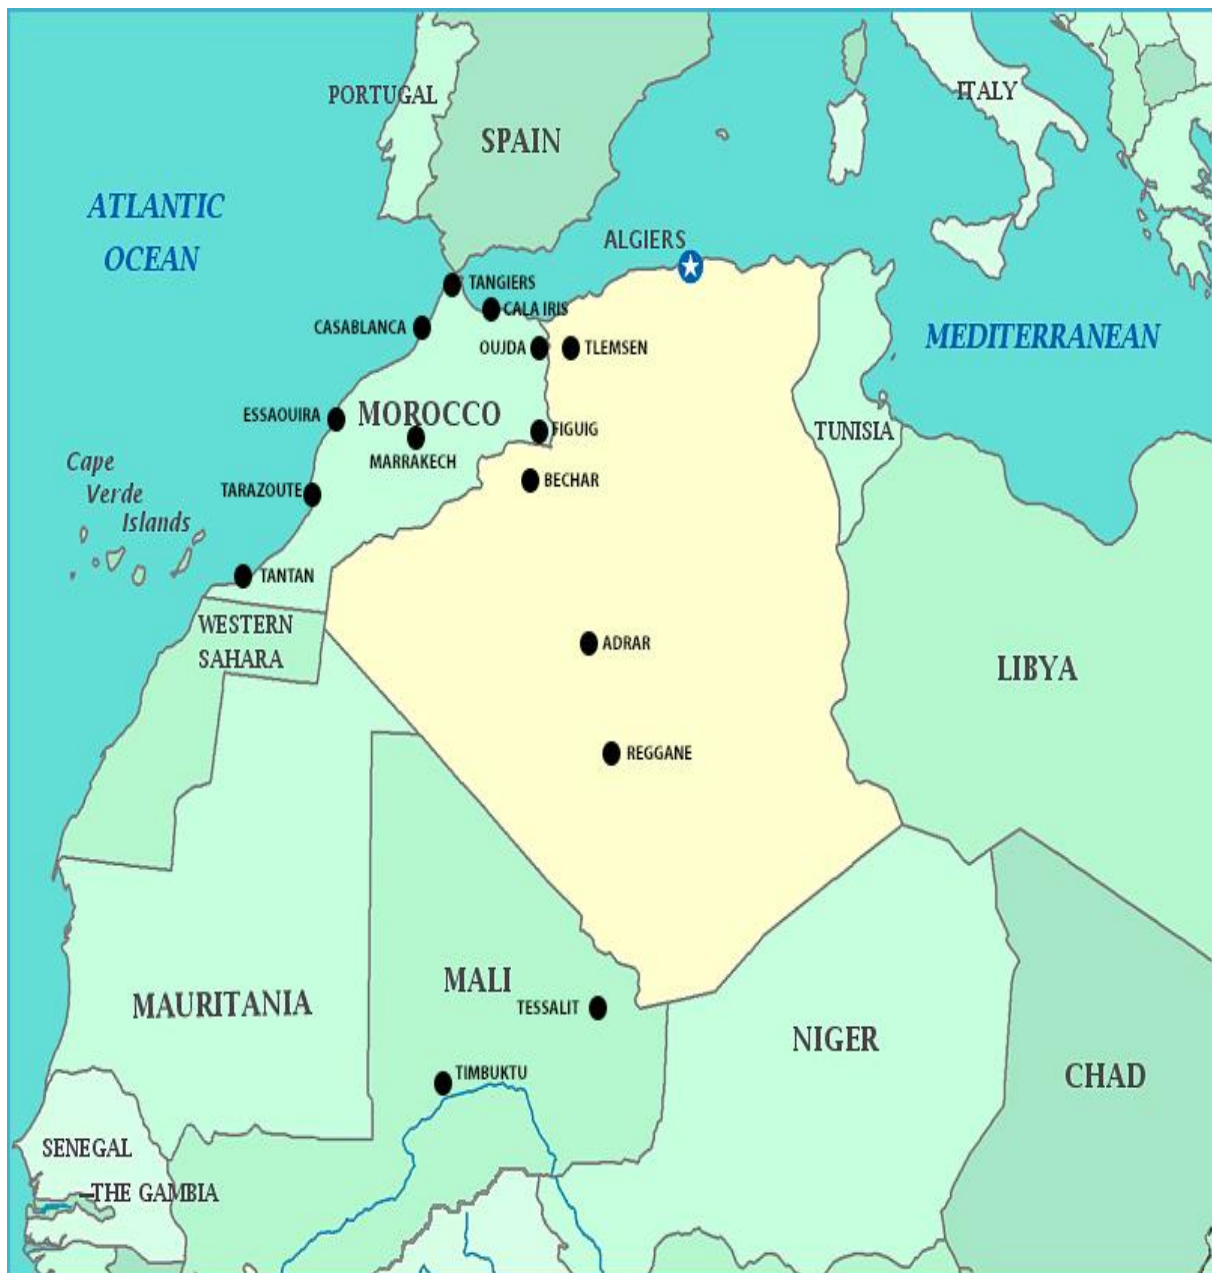 PORTUGAL
SPAIN
ITALY
ATLANTIC
OCEAN
ALGIERS
TANGIERS
CALA IRIS
CASABLANCA
OUJDA
TLEMSEN
MEDITERRANEAN
ESSAOUIRA
MOROCCO
FIGUIG
TUNISIA
MARRAKECH
BECHAR
Cape
Verde
Islands
TARAZOUTE
TANTAN
WESTERN
SAHARA
ADRAR
LIBYA
REGGANE
MALI
MAURITANIA
TESSALIT
NIGER
TIMBUKTU
CHAD
SENEGAL
THE GAMBIA